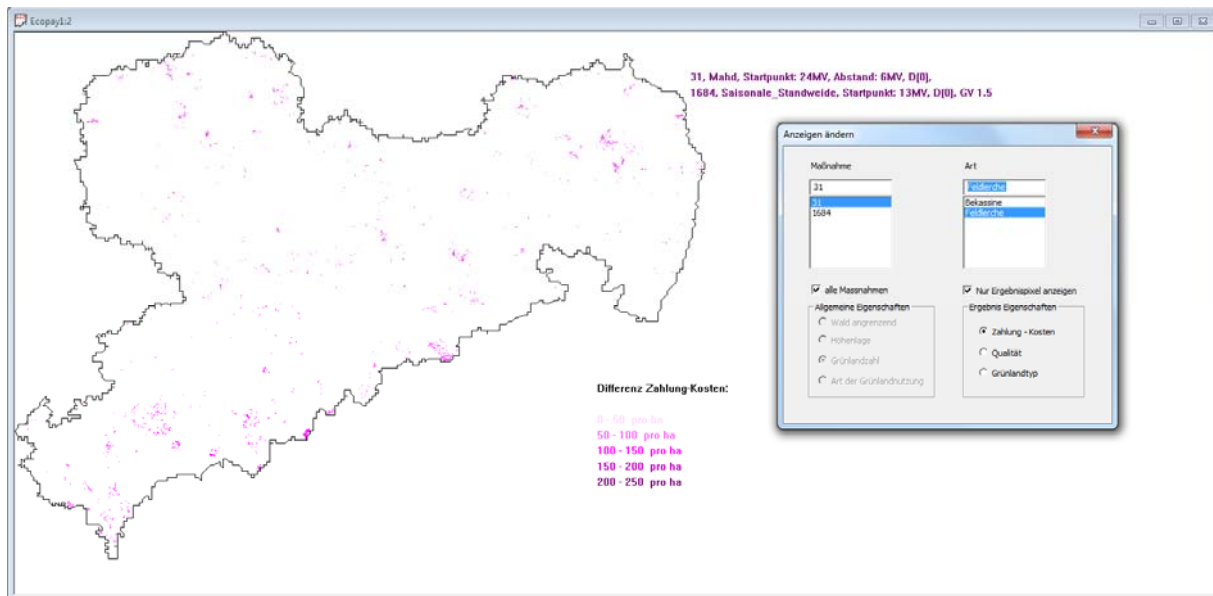 Ecopay1:2
31, Mahd, Startpunkt: 24MV, Abstand: 6MV, D[0],
1684, Saisonale_Standweide, Startpunkt: 13MV, D[0], GV 1.5
Anzeigen ändern
Maßnahme
Art
31
Feldlerche
31
1684
Bekassine
Feldlerche
alle Massnahmen
Nur Ergebnispixel anzeigen
Allgemeine Eigenschaften
Wald angrenzend
Höhenlage
Grünlandzahl
Art der Grünlandnutzung
Ergebnis Eigenschaften
Zahlung - Kosten
Qualität
Grünlandtyp
Differenz Zahlung-Kosten:
0 - 50 pro ha
50 - 100 pro ha
100 - 150 pro ha
150 - 200 pro ha
200 - 250 pro ha